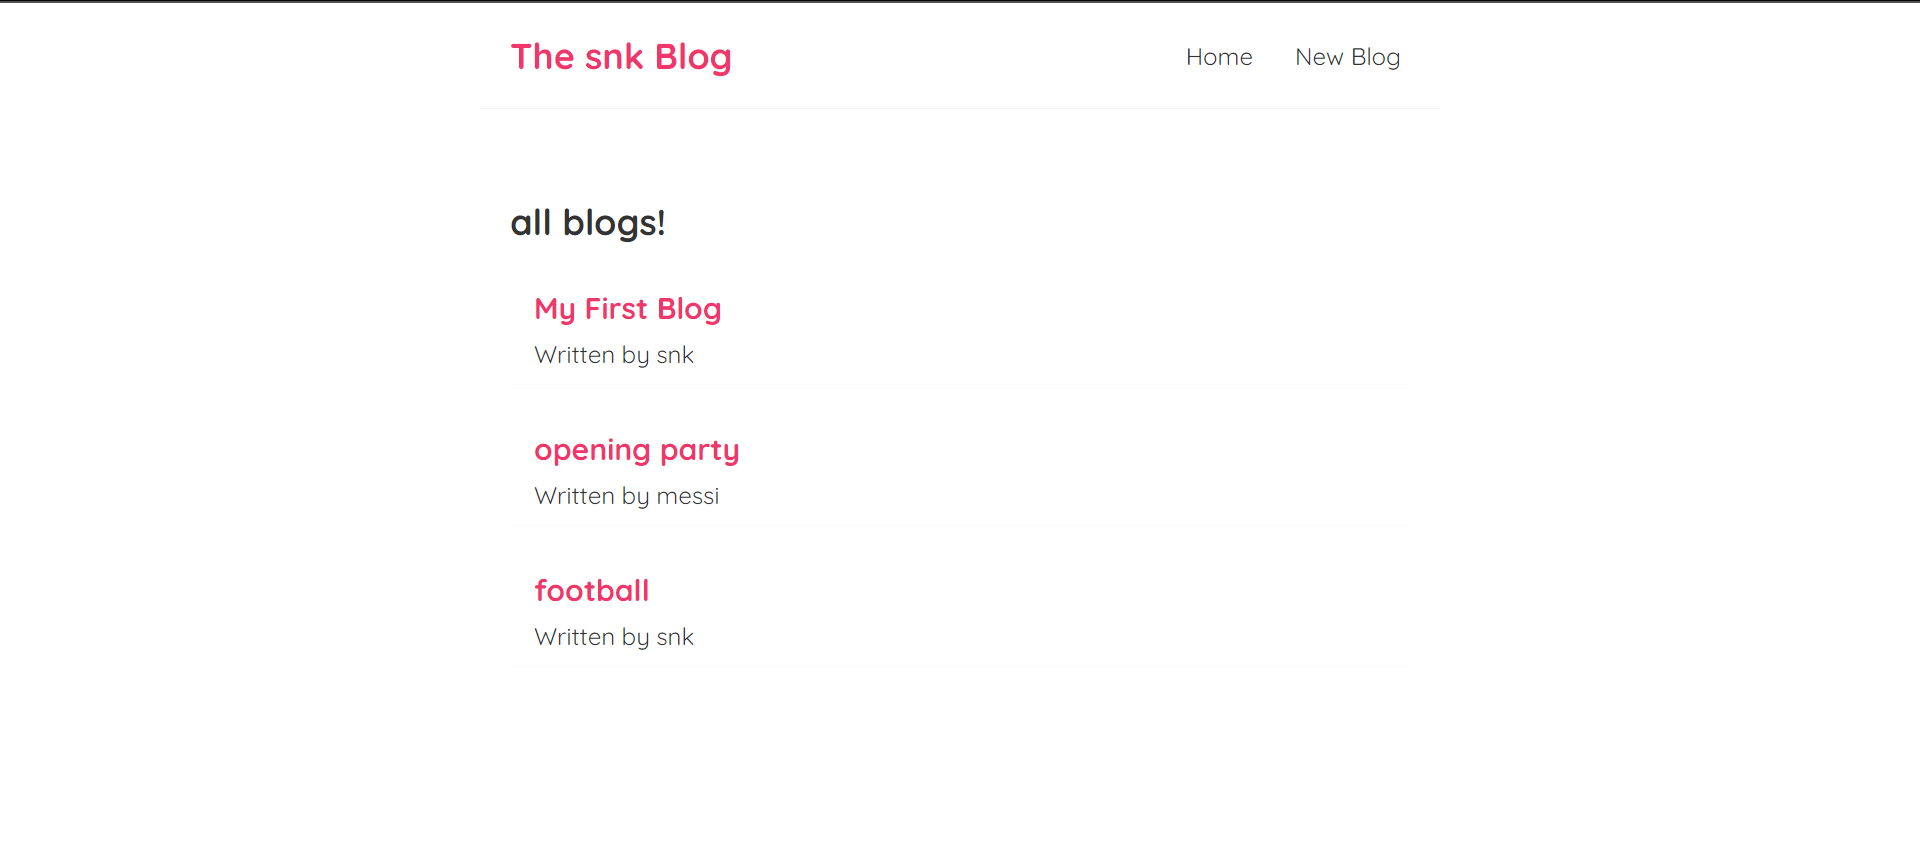 The snk Blog
Home New Blog
all blogs!
My First Blog
Written by snk
opening party
Written by messi
football
Written by snk